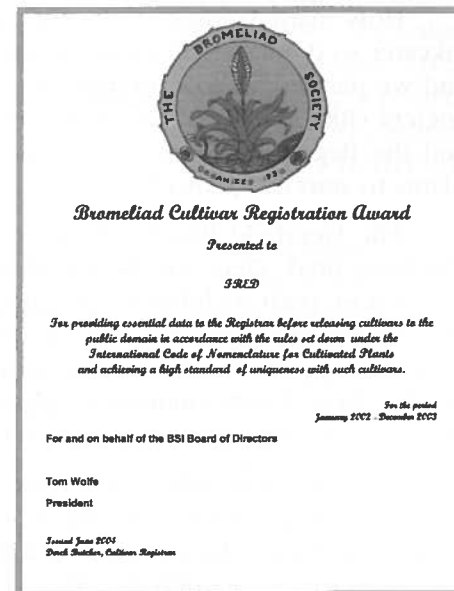 THE BROMELIAD SOCIETY
ORGANIZED 1950
Bromeliad Cultivar Registration Award
Presented to
FRED
For providing essential data to the Registrar before releasing cultivars to the
public domain in accordance with the rules set down under the
International Code of Nomenclature for Cultivated Plants
and achieving a high standard of uniqueness with such cultivars.
For the period
January 2002 - December 2003
For and on behalf of the BSI Board of Directors
Tom Wolfe
President
Issued June 2004
Derek Butcher, Cultivar Registrar